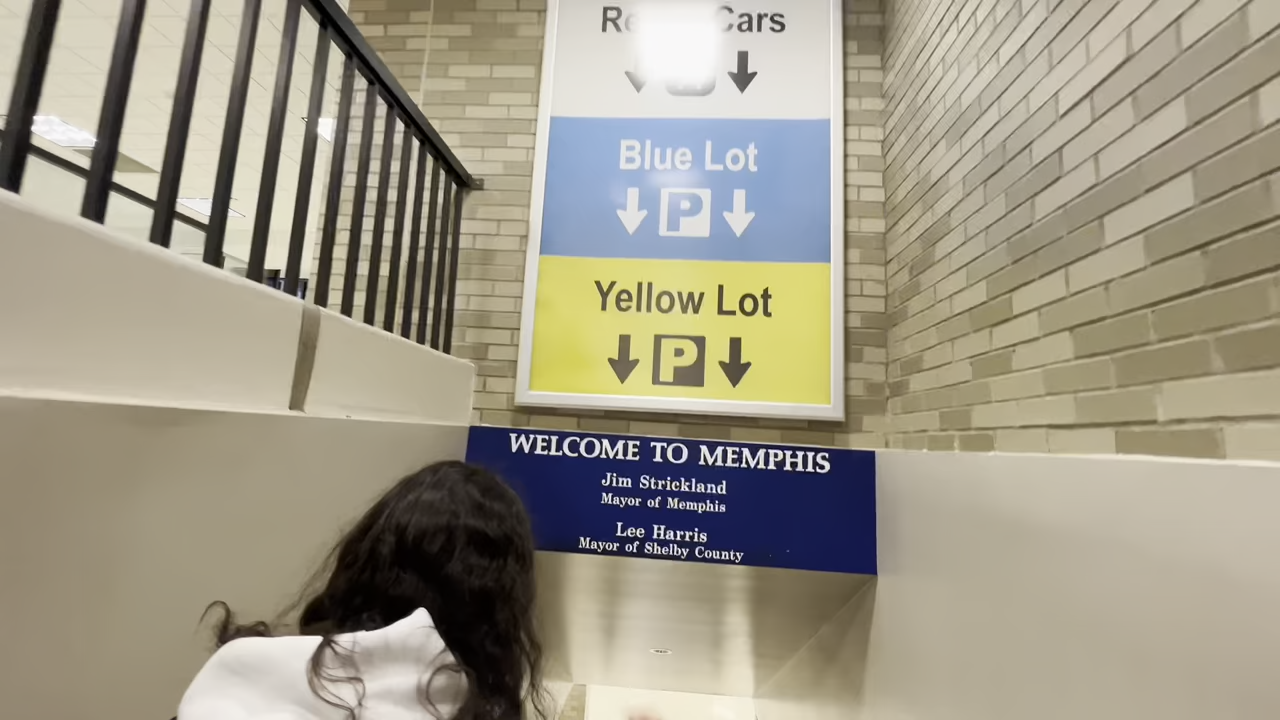 Cars
Blue Lot
P
Yellow Lot
P
WELCOME TO MEMPHIS
Jim Strickland
Mayor of Memphis
Lee Harris
Mayor of Shelby County